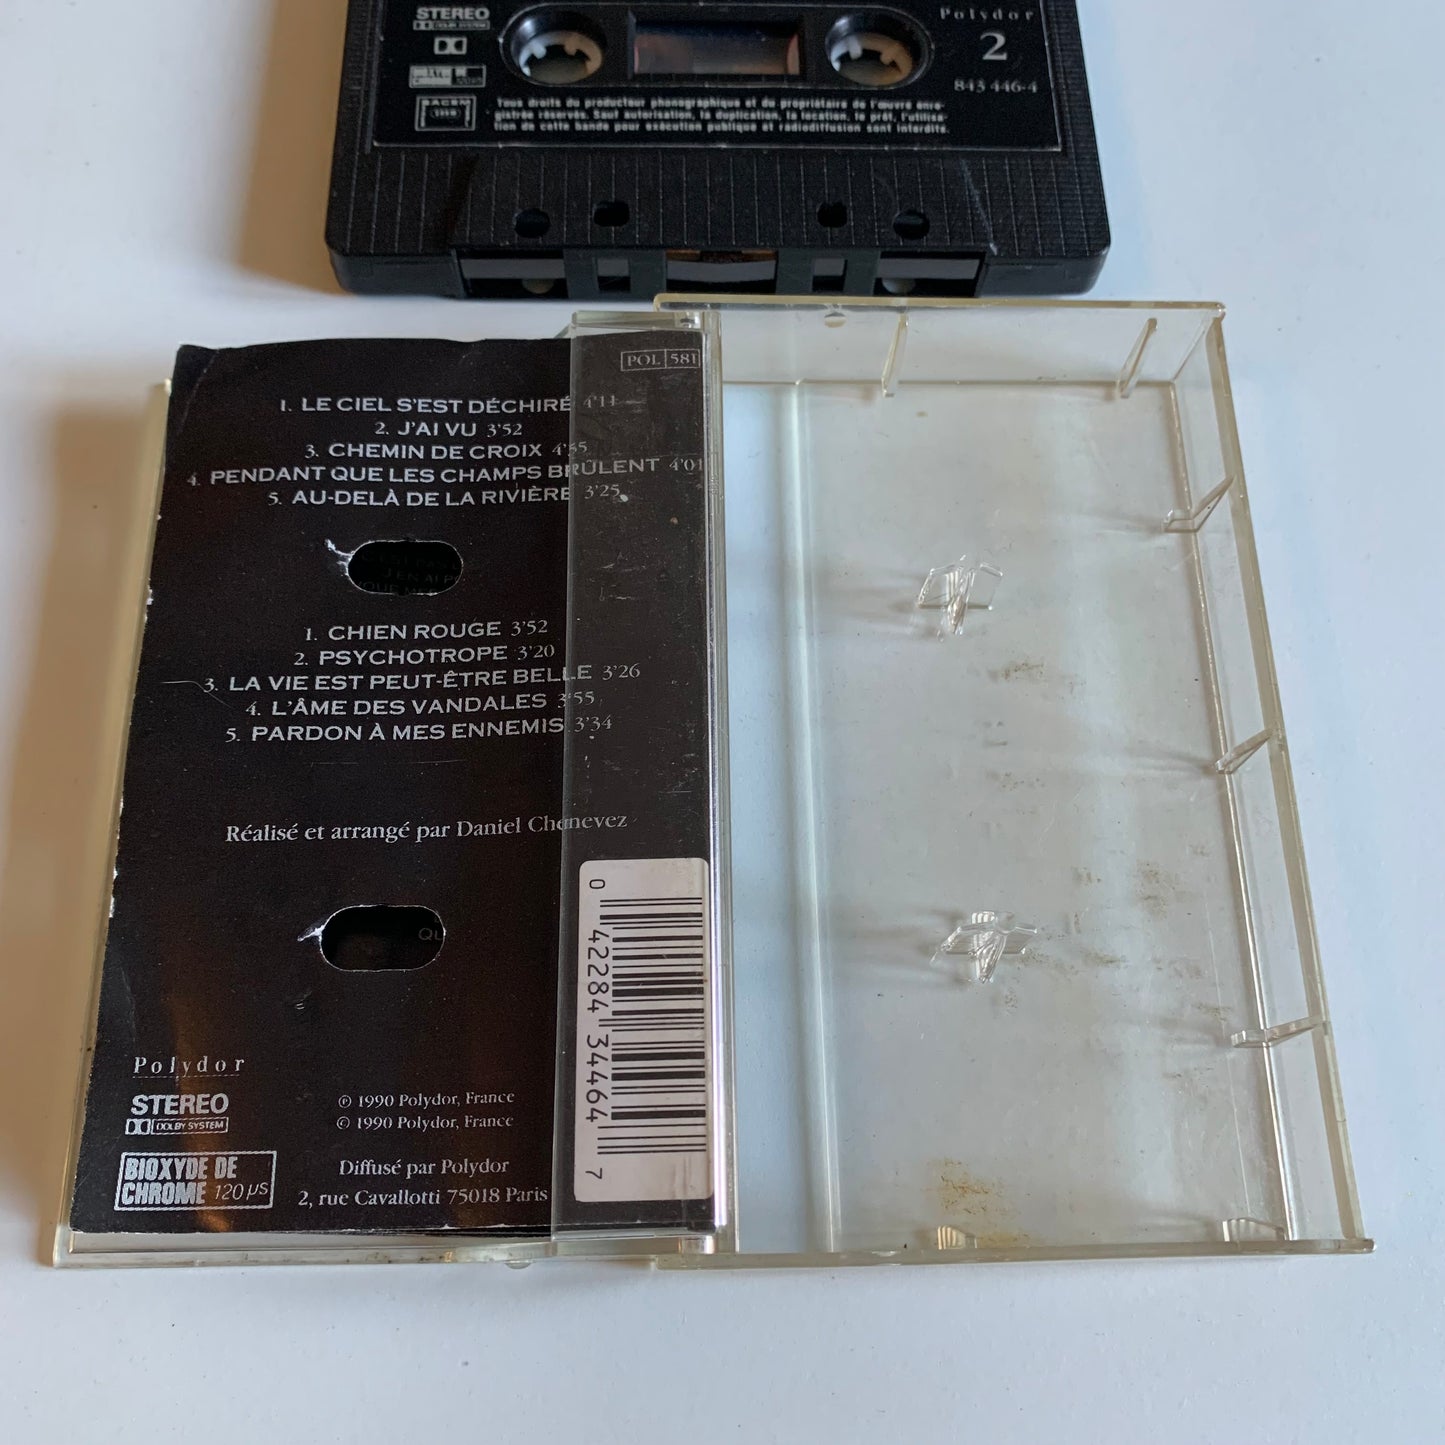 STEREO
DOLBY SYSTEM
Polydor
2
843 446-4
SACEM
Tous droits du producteur phonographique et du propriétaire de l'œuvre enre-
gistrée réservés. Sauf autorisation, la duplication, la location, le prêt, l'utilisa-
tion de cette bande pour exécution publique et radiodiffusion sont interdits.
POL 581
1. LE CIEL S'EST DÉCHIRÉ 4'11
2. J'AI VU 3'52
3. CHEMIN DE CROIX 4'55
4. PENDANT QUE LES CHAMPS BRÛLENT 4'01
5. AU-DELÀ DE LA RIVIÈRE 3'25
J'EN AI
1. CHIEN ROUGE 3'52
2. PSYCHOTROPE 3'20
3. LA VIE EST PEUT-ÊTRE BELLE 3'26
4. L'ÂME DES VANDALES 3'55
5. PARDON À MES ENNEMIS 3'34
Réalisé et arrangé par Daniel Chenevez
QU
0 42284 34464 7
Polydor
STEREO
DOLBY SYSTEM
BIOXYDE DE
CHROME 120 µs
℗ 1990 Polydor, France
© 1990 Polydor, France
Diffusé par Polydor
2, rue Cavallotti 75018 Paris